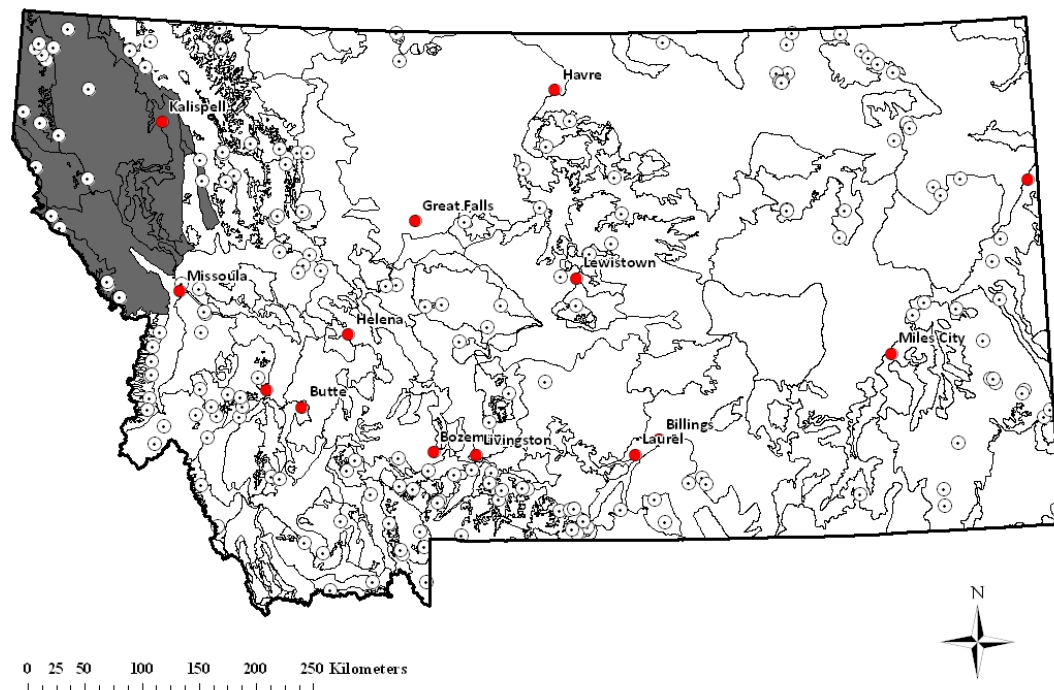 Havre
Kalispell
Great Falls
Lewistown
Missoula
Helena
Miles City
Butte
Billings
Bozem
Livingston
Laurel
N
0 25 50 100 150 200 250 Kilometers